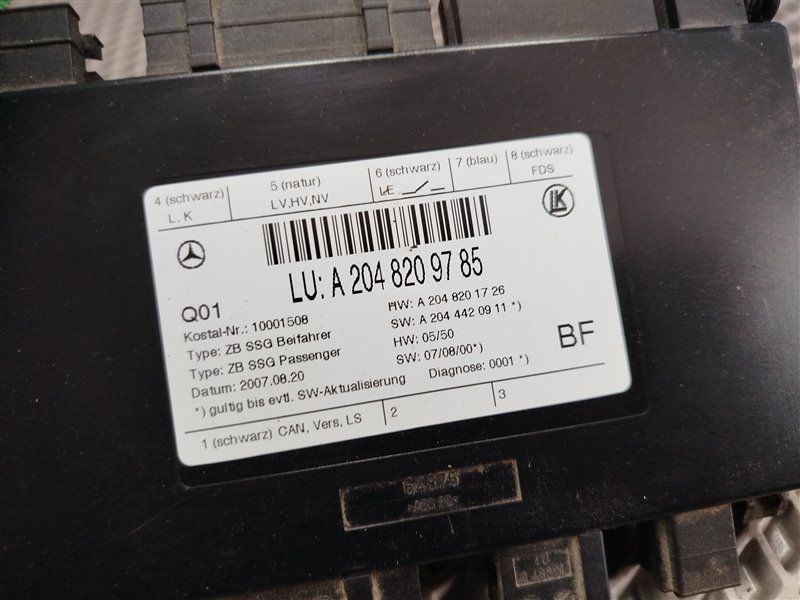 4 (schwarz)
L. K
5 (natur)
LV,HV,NV
6 (schwarz)
7 (blau)
8 (schwarz)
FDS
LK
LU: A 204 820 97 85
Q01
Kostal-Nr.: 10001508
Type: ZB SSG Beifahrer
Type: ZB SSG Passenger
Datum: 2007.08.20
*) gultig bis evtl. SW-Aktualisierung
HW: A 204 820 17 26
SW: A 204 442 09 11 *)
HW: 05/50
SW: 07/08/00*)
Diagnose: 0001 *)
BF
1 (schwarz) CAN, Vers, LS
2
3